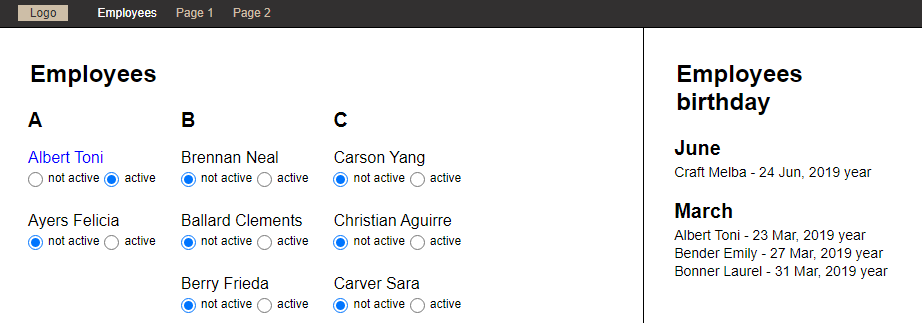 Logo Employees Page 1 Page 2
Employees
A
Albert Toni
not active active
Ayers Felicia
not active active
B
Brennan Neal
not active active
Ballard Clements
not active active
Berry Frieda
not active active
C
Carson Yang
not active active
Christian Aguirre
not active active
Carver Sara
not active active
Employees
birthday
June
Craft Melba - 24 Jun, 2019 year
March
Albert Toni - 23 Mar, 2019 year
Bender Emily - 27 Mar, 2019 year
Bonner Laurel - 31 Mar, 2019 year